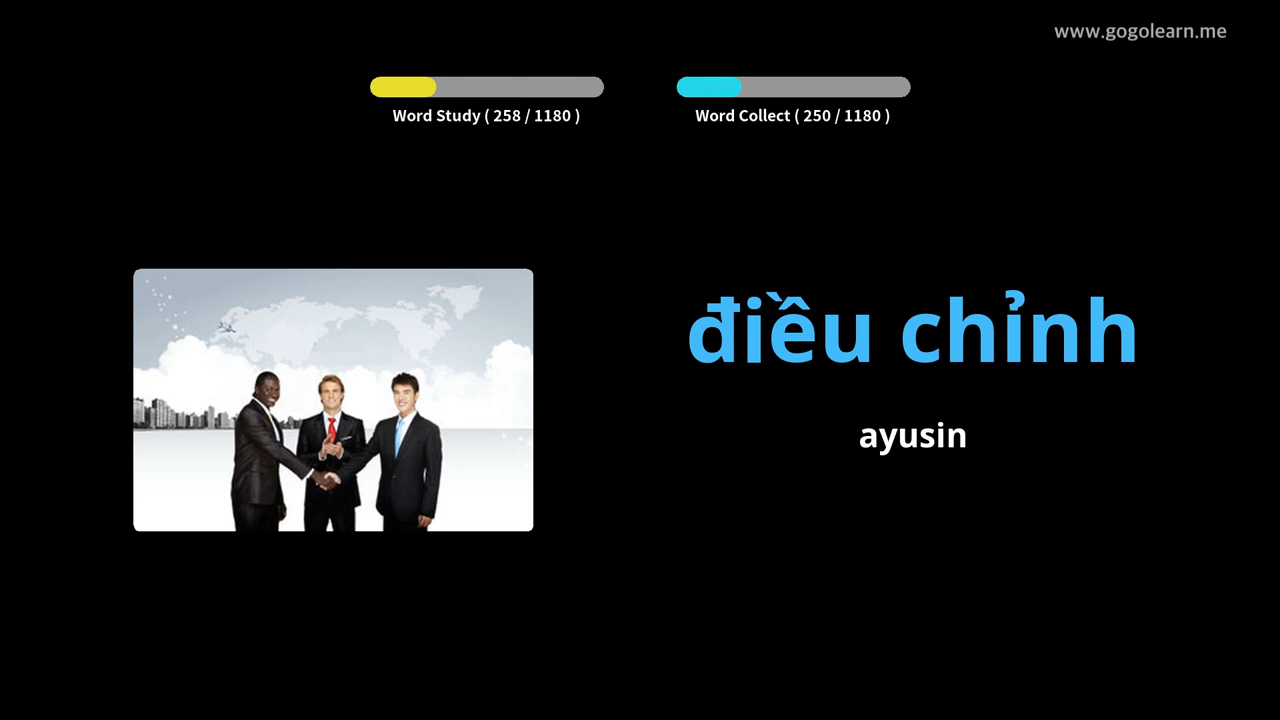 www.gogolearn.me
Word Study ( 258 / 1180 )
Word Collect ( 250 / 1180 )
điều chỉnh
ayusin